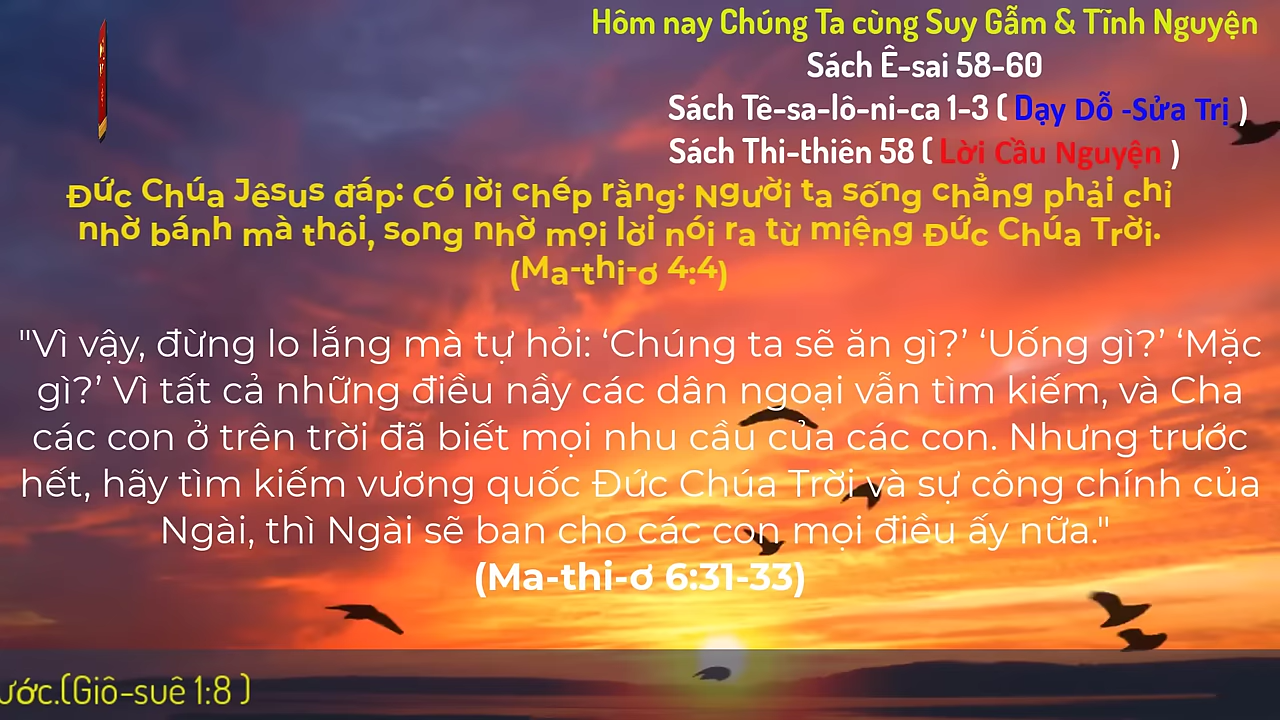 Hôm nay Chúng Ta cùng Suy Gẫm & Tĩnh Nguyện
Sách Ê-sai 58-60
Sách Tê-sa-lô-ni-ca 1-3 ( Dạy Dỗ -Sửa Trị )
Sách Thi-thiên 58 ( Lời Cầu Nguyện )
Đức Chúa Jêsus đáp: Có lời chép rằng: Người ta sống chẳng phải chỉ
nhờ bánh mà thôi, song nhờ mọi lời nói ra từ miệng Đức Chúa Trời.
(Ma-thi-ơ 4:4)
"Vì vậy, đừng lo lắng mà tự hỏi: ‘Chúng ta sẽ ăn gì?’ ‘Uống gì?’ ‘Mặc
gì?’ Vì tất cả những điều nầy các dân ngoại vẫn tìm kiếm, và Cha
các con ở trên trời đã biết mọi nhu cầu của các con. Nhưng trước
hết, hãy tìm kiếm vương quốc Đức Chúa Trời và sự công chính của
Ngài, thì Ngài sẽ ban cho các con mọi điều ấy nữa."
(Ma-thi-ơ 6:31-33)
ước.(Giô-suê 1:8 )